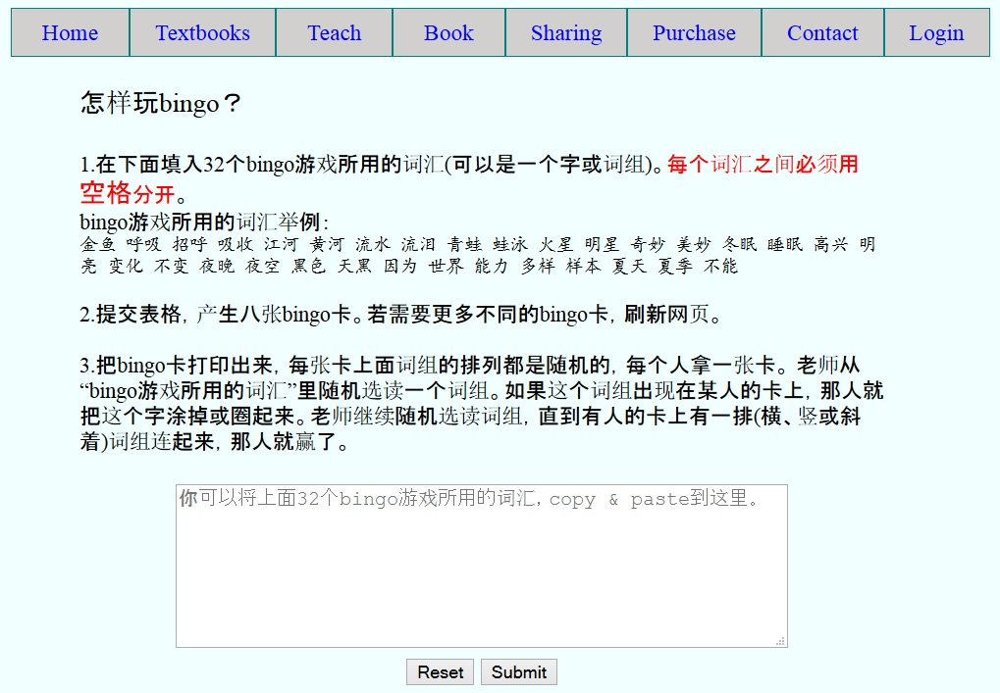 Home Textbooks Teach Book Sharing Purchase Contact Login
怎样玩bingo？
1.在下面填入32个bingo游戏所用的词汇(可以是一个字或词组)。每个词汇之间必须用
空格分开。
bingo游戏所用的词汇举例：
金鱼 呼吸 招呼 吸收 江河 黄河 流水 流泪 青蛙 蛙泳 火星 明星 奇妙 美妙 冬眠 睡眠 高兴 明
亮 变化 不变 夜晚 夜空 黑色 天黑 因为 世界 能力 多样 样本 夏天 夏季 不能
2.提交表格，产生八张bingo卡。若需要更多不同的bingo卡，刷新网页。
3.把bingo卡打印出来，每张卡上面词组的排列都是随机的，每个人拿一张卡。老师从
“bingo游戏所用的词汇”里随机选读一个词组。如果这个词组出现在某人的卡上，那人就
把这个字涂掉或圈起来。老师继续随机选读词组，直到有人的卡上有一排(横、竖或斜
着)词组连起来，那人就赢了。
你可以将上面32个bingo游戏所用的词汇，copy & paste到这里。
Reset Submit